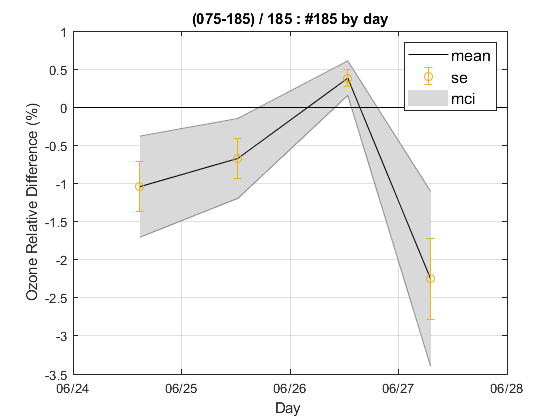 (075-185) / 185 : #185 by day
Ozone Relative Difference (%)
1
0.5
0
-0.5
-1
-1.5
-2
-2.5
-3
-3.5
mean
se
mci
06/24
06/25
06/26
06/27
06/28
Day